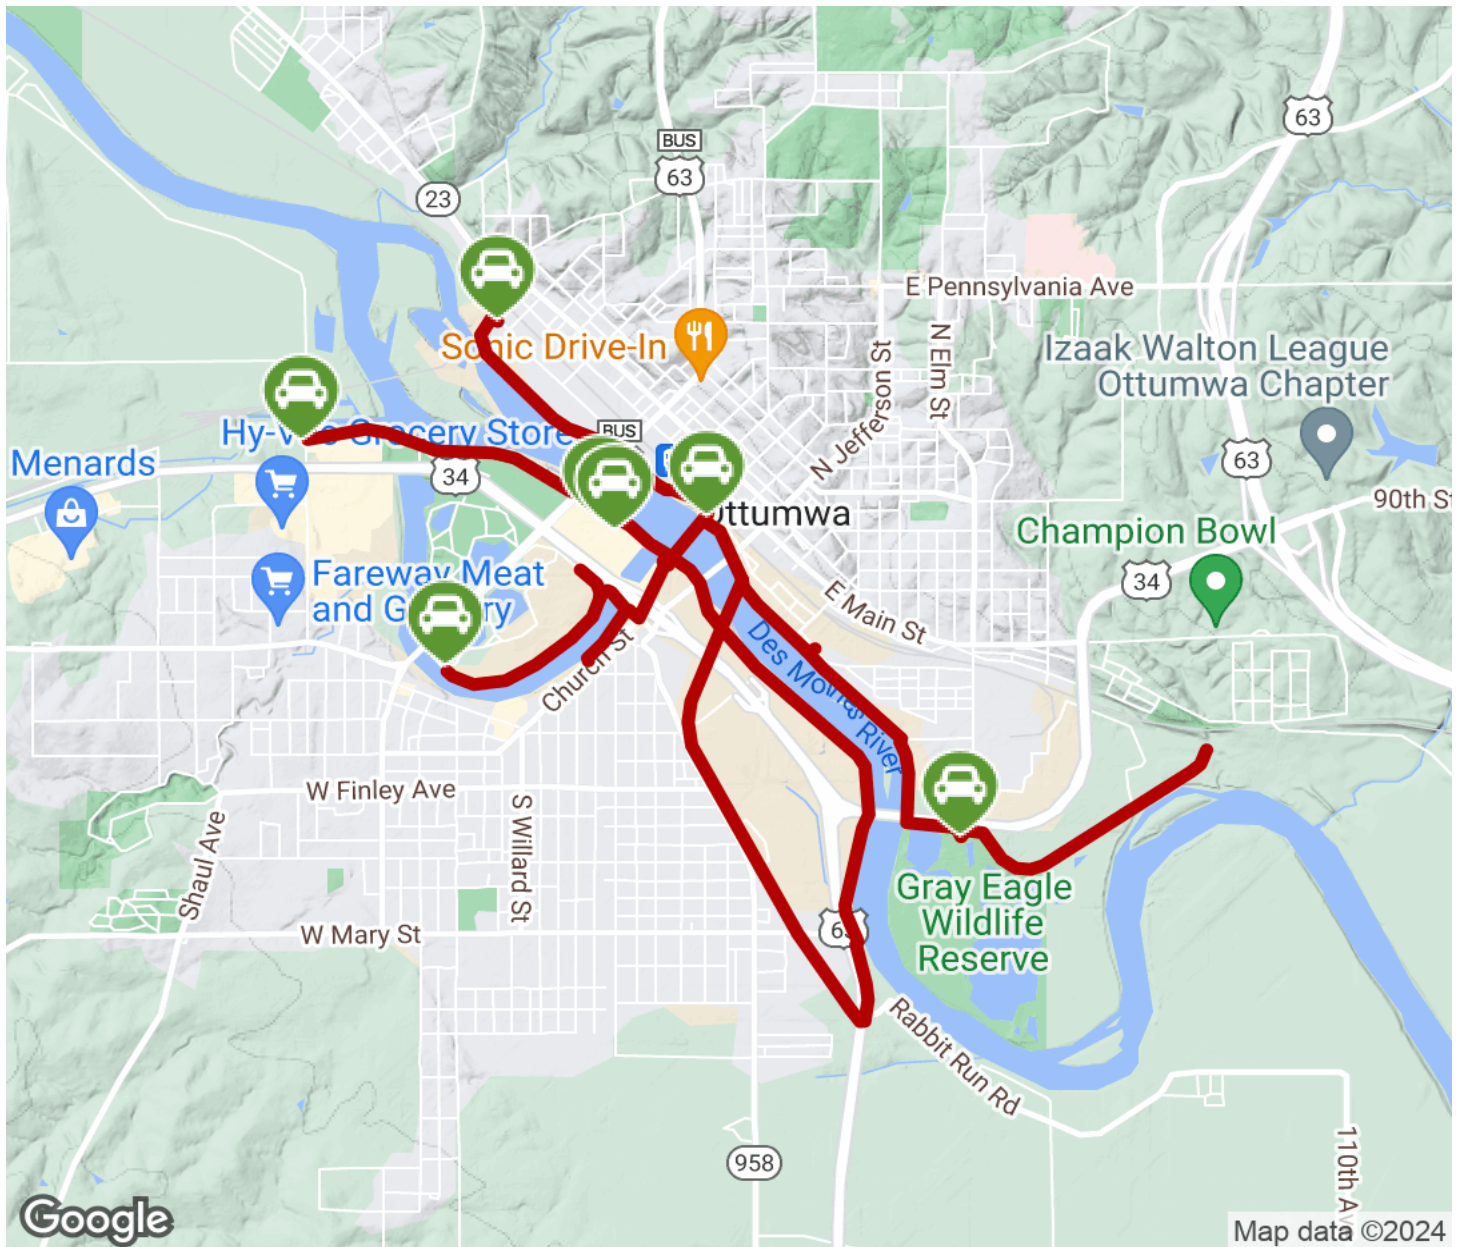 63
BUS
63
23
E Pennsylvania Ave
Sonic Drive-In
N Elm St
Izaak Walton League
Ottumwa Chapter
N Jefferson St
BUS
Grocery Store
Menards
34
63
90th St
Ottumwa
Champion Bowl
Fareway Meat
and Grocery
34
E Main St
Church St
Des Moines River
W Finley Ave
S Willard St
Shaul Ave
Gray Eagle
Wildlife
Reserve
W Mary St
63
Rabbit Run Rd
110th Av
958
Google
Map data ©2024